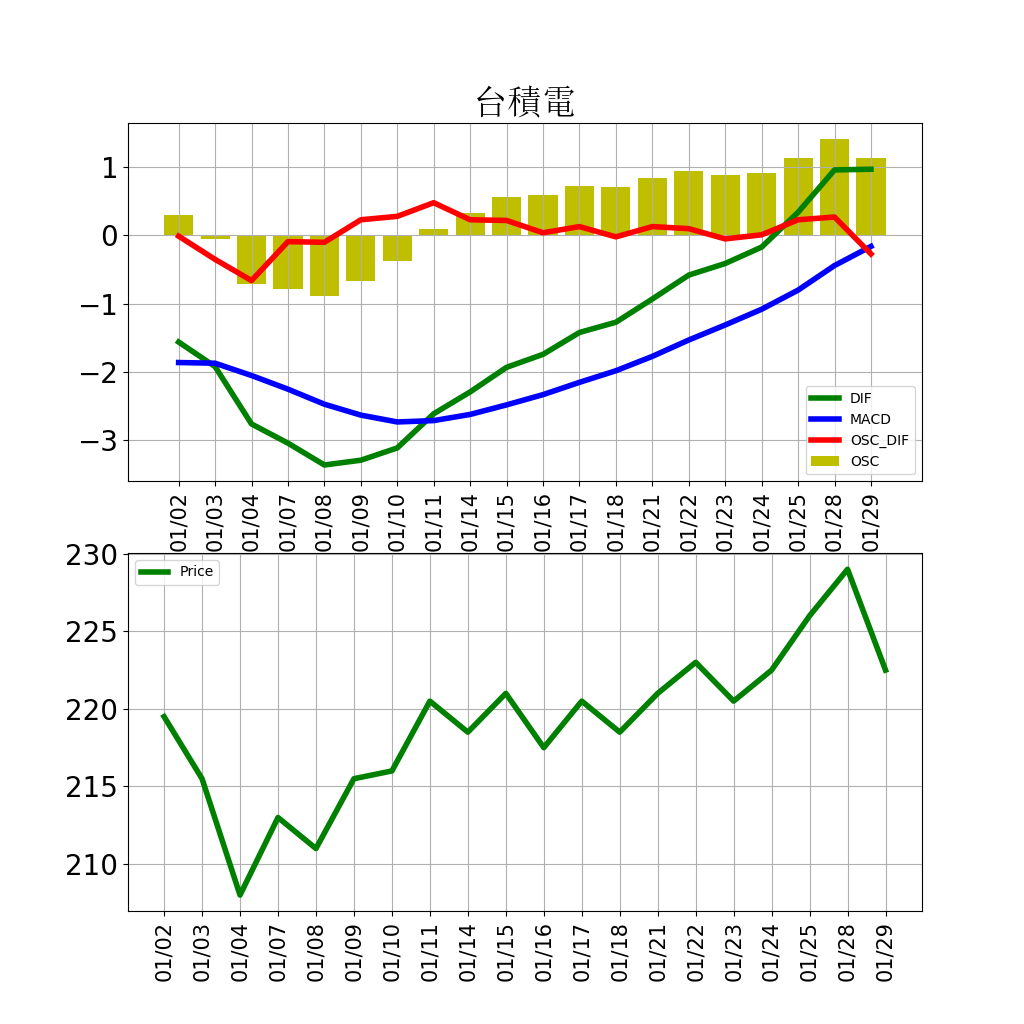 台積電
1
0
−1
−2
−3
DIF
MACD
OSC_DIF
OSC
01/02 01/03 01/04 01/07 01/08 01/09 01/10 01/11 01/14 01/15 01/16 01/17 01/18 01/21 01/22 01/23 01/24 01/25 01/28 01/29
230
225
220
215
210
Price
01/02 01/03 01/04 01/07 01/08 01/09 01/10 01/11 01/14 01/15 01/16 01/17 01/18 01/21 01/22 01/23 01/24 01/25 01/28 01/29